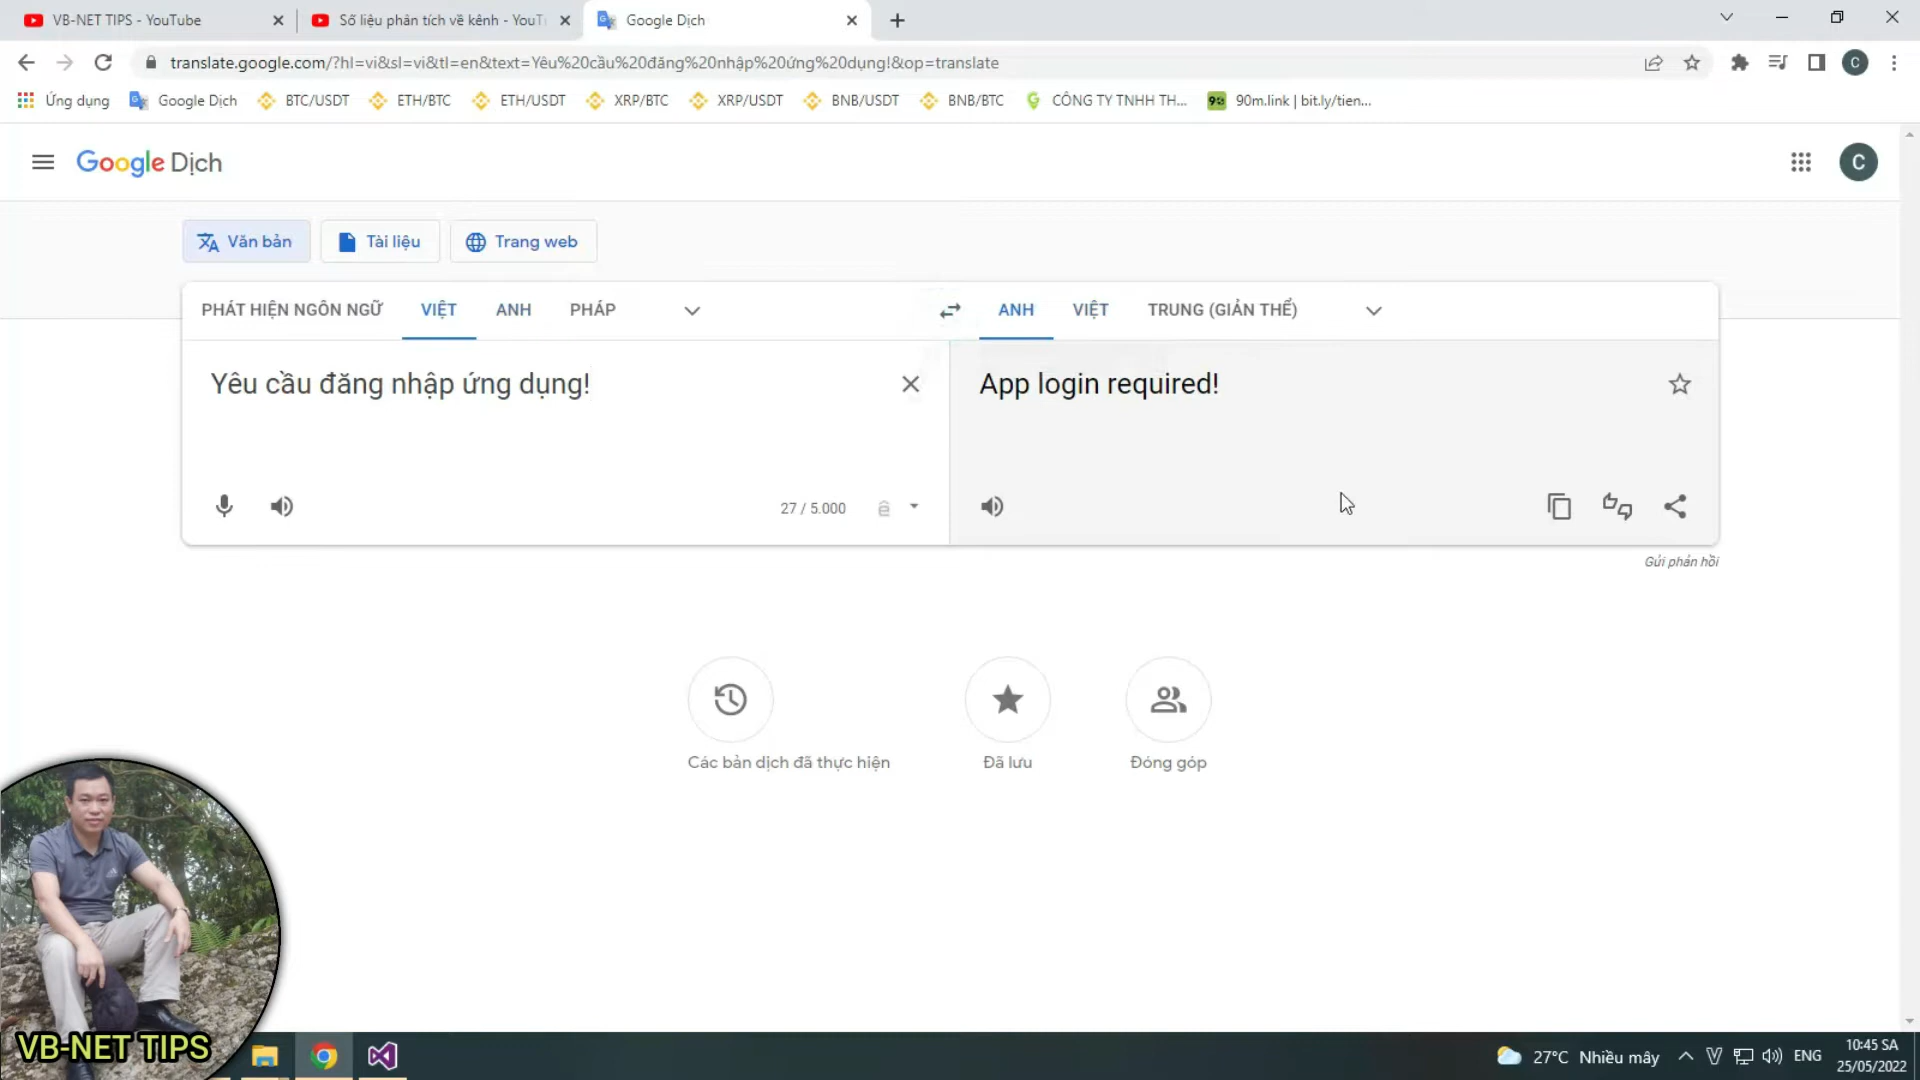 VB-NET TIPS - YouTube
Số liệu phân tích về kênh - YouT
Google Dịch
translate.google.com/?hl=vi&sl=vi&tl=en&text=Yêu%20cầu%20đăng%20nhập%20ứng%20dụng!&op=translate
C
Ứng dụng
Google Dịch
BTC/USDT
ETH/BTC
ETH/USDT
XRP/BTC
XRP/USDT
BNB/USDT
BNB/BTC
CÔNG TY TNHH TH...
90m.link | bit.ly/tien...
Google Dịch
C
Văn bản
Tài liệu
Trang web
PHÁT HIỆN NGÔN NGỮ
VIỆT
ANH
PHÁP
ANH
VIỆT
TRUNG (GIẢN THỂ)
Yêu cầu đăng nhập ứng dụng!
App login required!
27 / 5.000
Gửi phản hồi
Các bản dịch đã thực hiện
Đã lưu
Đóng góp
VB-NET TIPS
27°C Nhiều mây
ENG
10:45 SA
25/05/2022